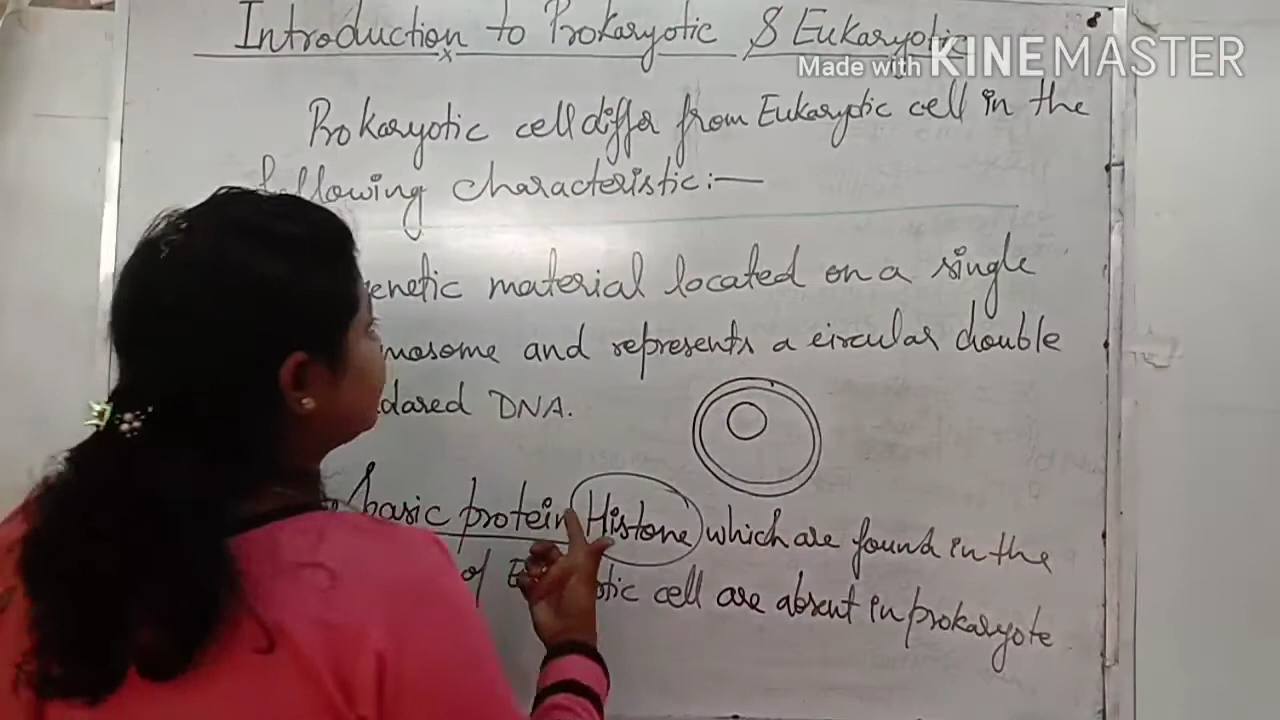 Introduction to Prokaryotic & Eukaryotic
Made with KINEMASTER
Prokaryotic cell differ from Eukaryotic cell in the
following characteristic:—
genetic material located on a single
mosome and represents a circular double
dared DNA.
basic protein Histone which are found in the
of cell are absent in prokaryote